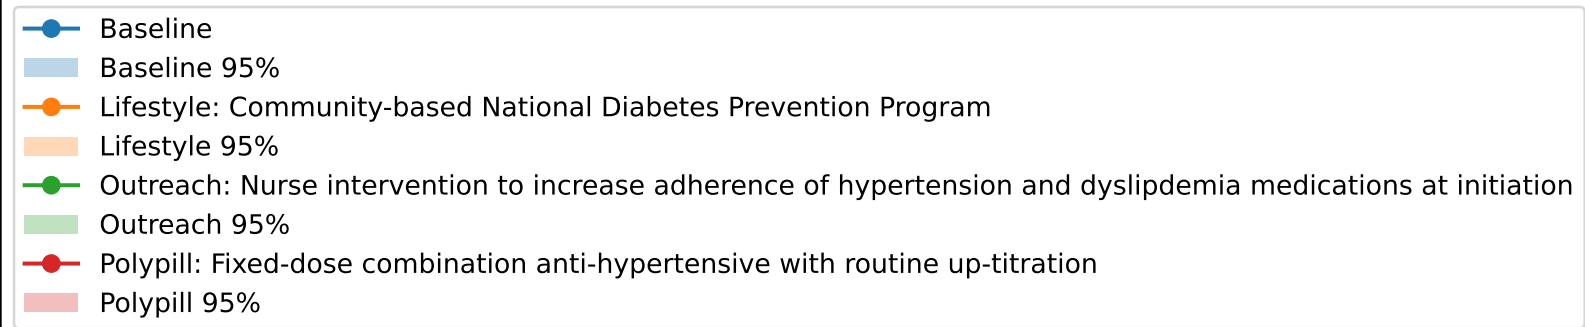 Baseline
Baseline 95%
Lifestyle: Community-based National Diabetes Prevention Program
Lifestyle 95%
Outreach: Nurse intervention to increase adherence of hypertension and dyslipdemia medications at initiation
Outreach 95%
Polypill: Fixed-dose combination anti-hypertensive with routine up-titration
Polypill 95%